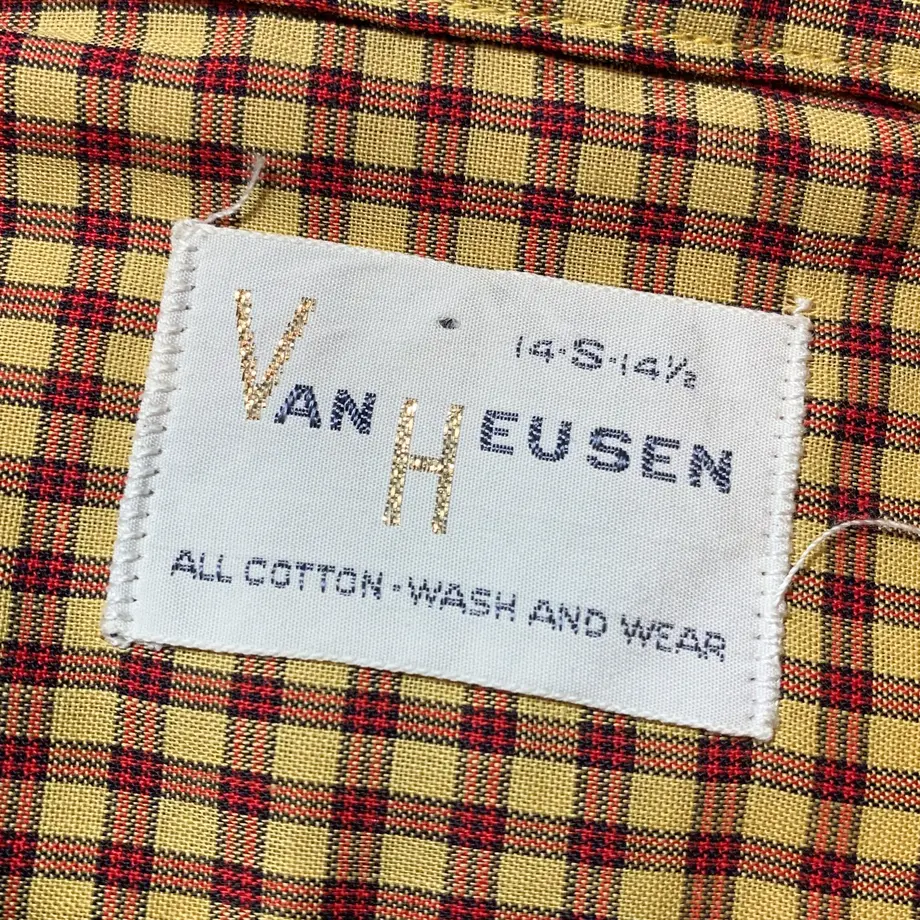 14·S·14½
VAN HEUSEN
ALL COTTON·WASH AND WEAR